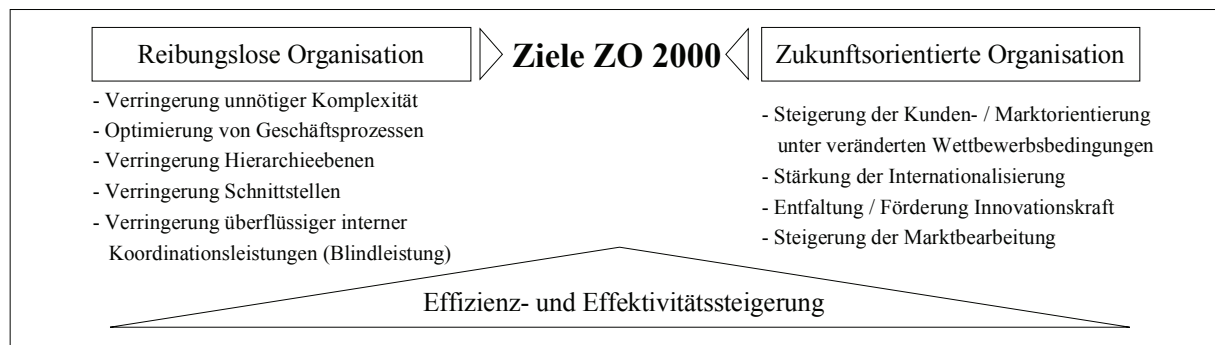 Reibungslose Organisation
Ziele ZO 2000
Zukunftsorientierte Organisation
- Verringerung unnötiger Komplexität
- Optimierung von Geschäftsprozessen
- Verringerung Hierarchieebenen
- Verringerung Schnittstellen
- Verringerung überflüssiger interner
Koordinationsleistungen (Blindleistung)
- Steigerung der Kunden- / Marktorientierung
unter veränderten Wettbewerbsbedingungen
- Stärkung der Internationalisierung
- Entfaltung / Förderung Innovationskraft
- Steigerung der Marktbearbeitung
Effizienz- und Effektivitätssteigerung